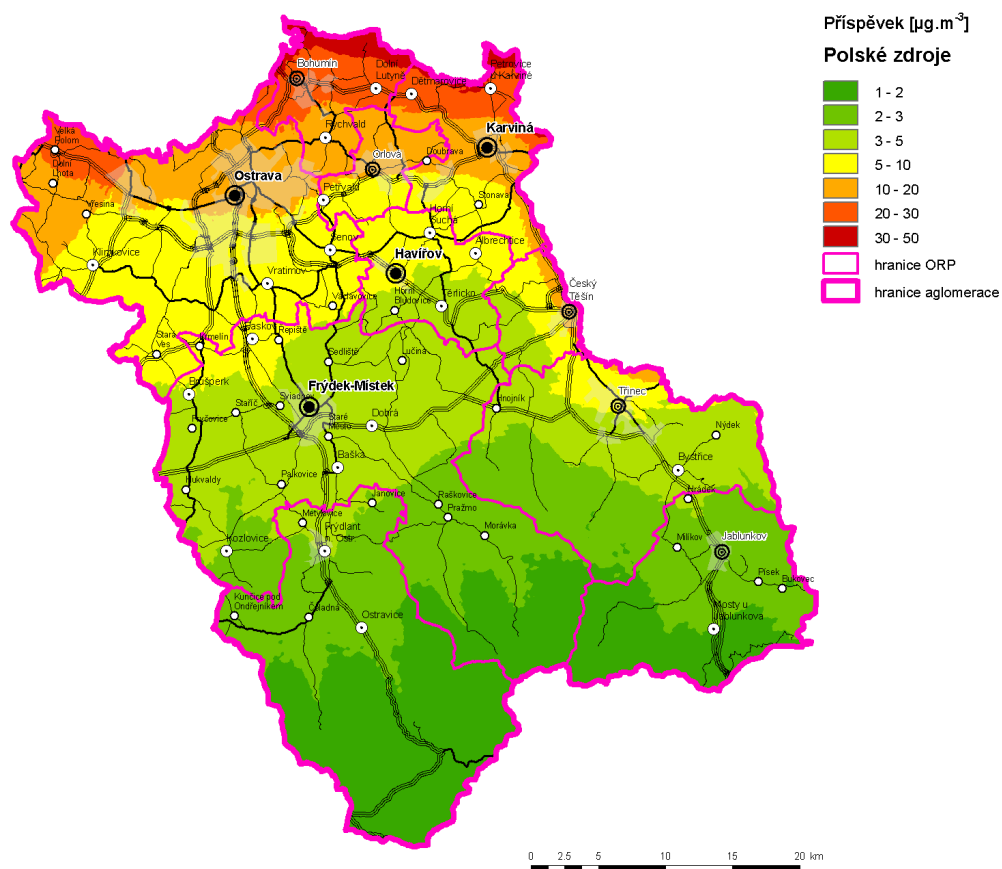 Příspěvek [µg.m-3]
Polské zdroje
1 - 2
2 - 3
3 - 5
5 - 10
10 - 20
20 - 30
30 - 50
hranice ORP
hranice aglomerace
Bohumín
Dolní
Lutyně
Dětmarovice
Petrovice
u Karviné
Rychvald
Karviná
Velká
Polom
Dolní
Lhota
Orlová
Doubrava
Ostrava
Petřvald
Stonava
Vřesina
Horní
Suchá
Klimkovice
Šenov
Havířov
Albrechtice
Vratimov
Horní
Bludovice
Těrlicko
Český
Těšín
Václavovice
Stará
Ves
Krmelín
Paskov
Řepiště
Sedliště
Lučina
Brušperk
Frýdek-Místek
Staříč
Sviadnov
Hnojník
Třinec
Fryčovice
Staré
Město
Dobrá
Nýdek
Baška
Bystřice
Hukvaldy
Palkovice
Janovice
Raškovice
Hrádek
Metylovice
Pražmo
Kozlovice
Frýdlant
n. Ostr.
Morávka
Milíkov
Jablunkov
Písek
Bukovec
Kunčice pod
Ondřejníkem
Čeladná
Ostravice
Mosty u
Jablunkova
0 2.5 5 10 15 20 km